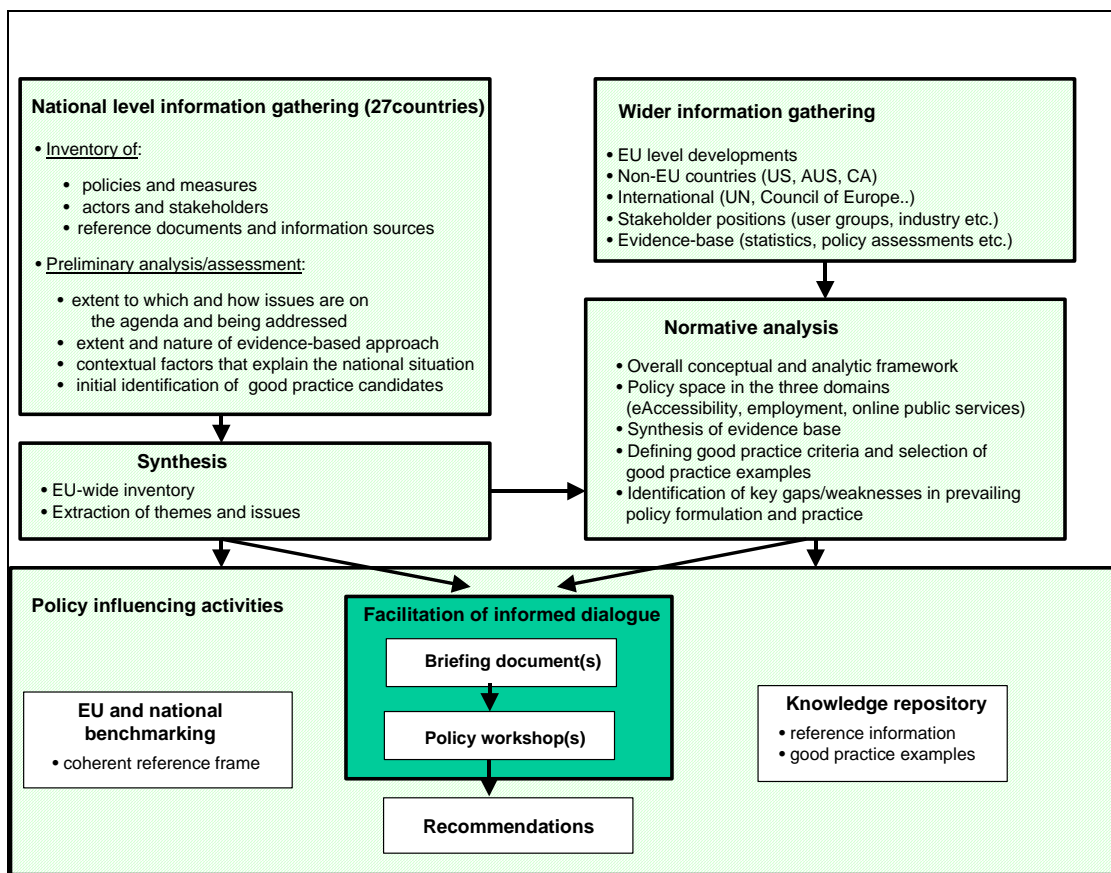 National level information gathering (27countries)
• Inventory of:
• policies and measures
• actors and stakeholders
• reference documents and information sources
• Preliminary analysis/assessment:
• extent to which and how issues are on
the agenda and being addressed
• extent and nature of evidence-based approach
• contextual factors that explain the national situation
• initial identification of good practice candidates
Wider information gathering
• EU level developments
• Non-EU countries (US, AUS, CA)
• International (UN, Council of Europe..)
• Stakeholder positions (user groups, industry etc.)
• Evidence-base (statistics, policy assessments etc.)
Synthesis
• EU-wide inventory
• Extraction of themes and issues
Normative analysis
• Overall conceptual and analytic framework
• Policy space in the three domains
(eAccessibility, employment, online public services)
• Synthesis of evidence base
• Defining good practice criteria and selection of
good practice examples
• Identification of key gaps/weaknesses in prevailing
policy formulation and practice
Policy influencing activities
Facilitation of informed dialogue
Briefing document(s)
Policy workshop(s)
Recommendations
EU and national
benchmarking
• coherent reference frame
Knowledge repository
• reference information
• good practice examples